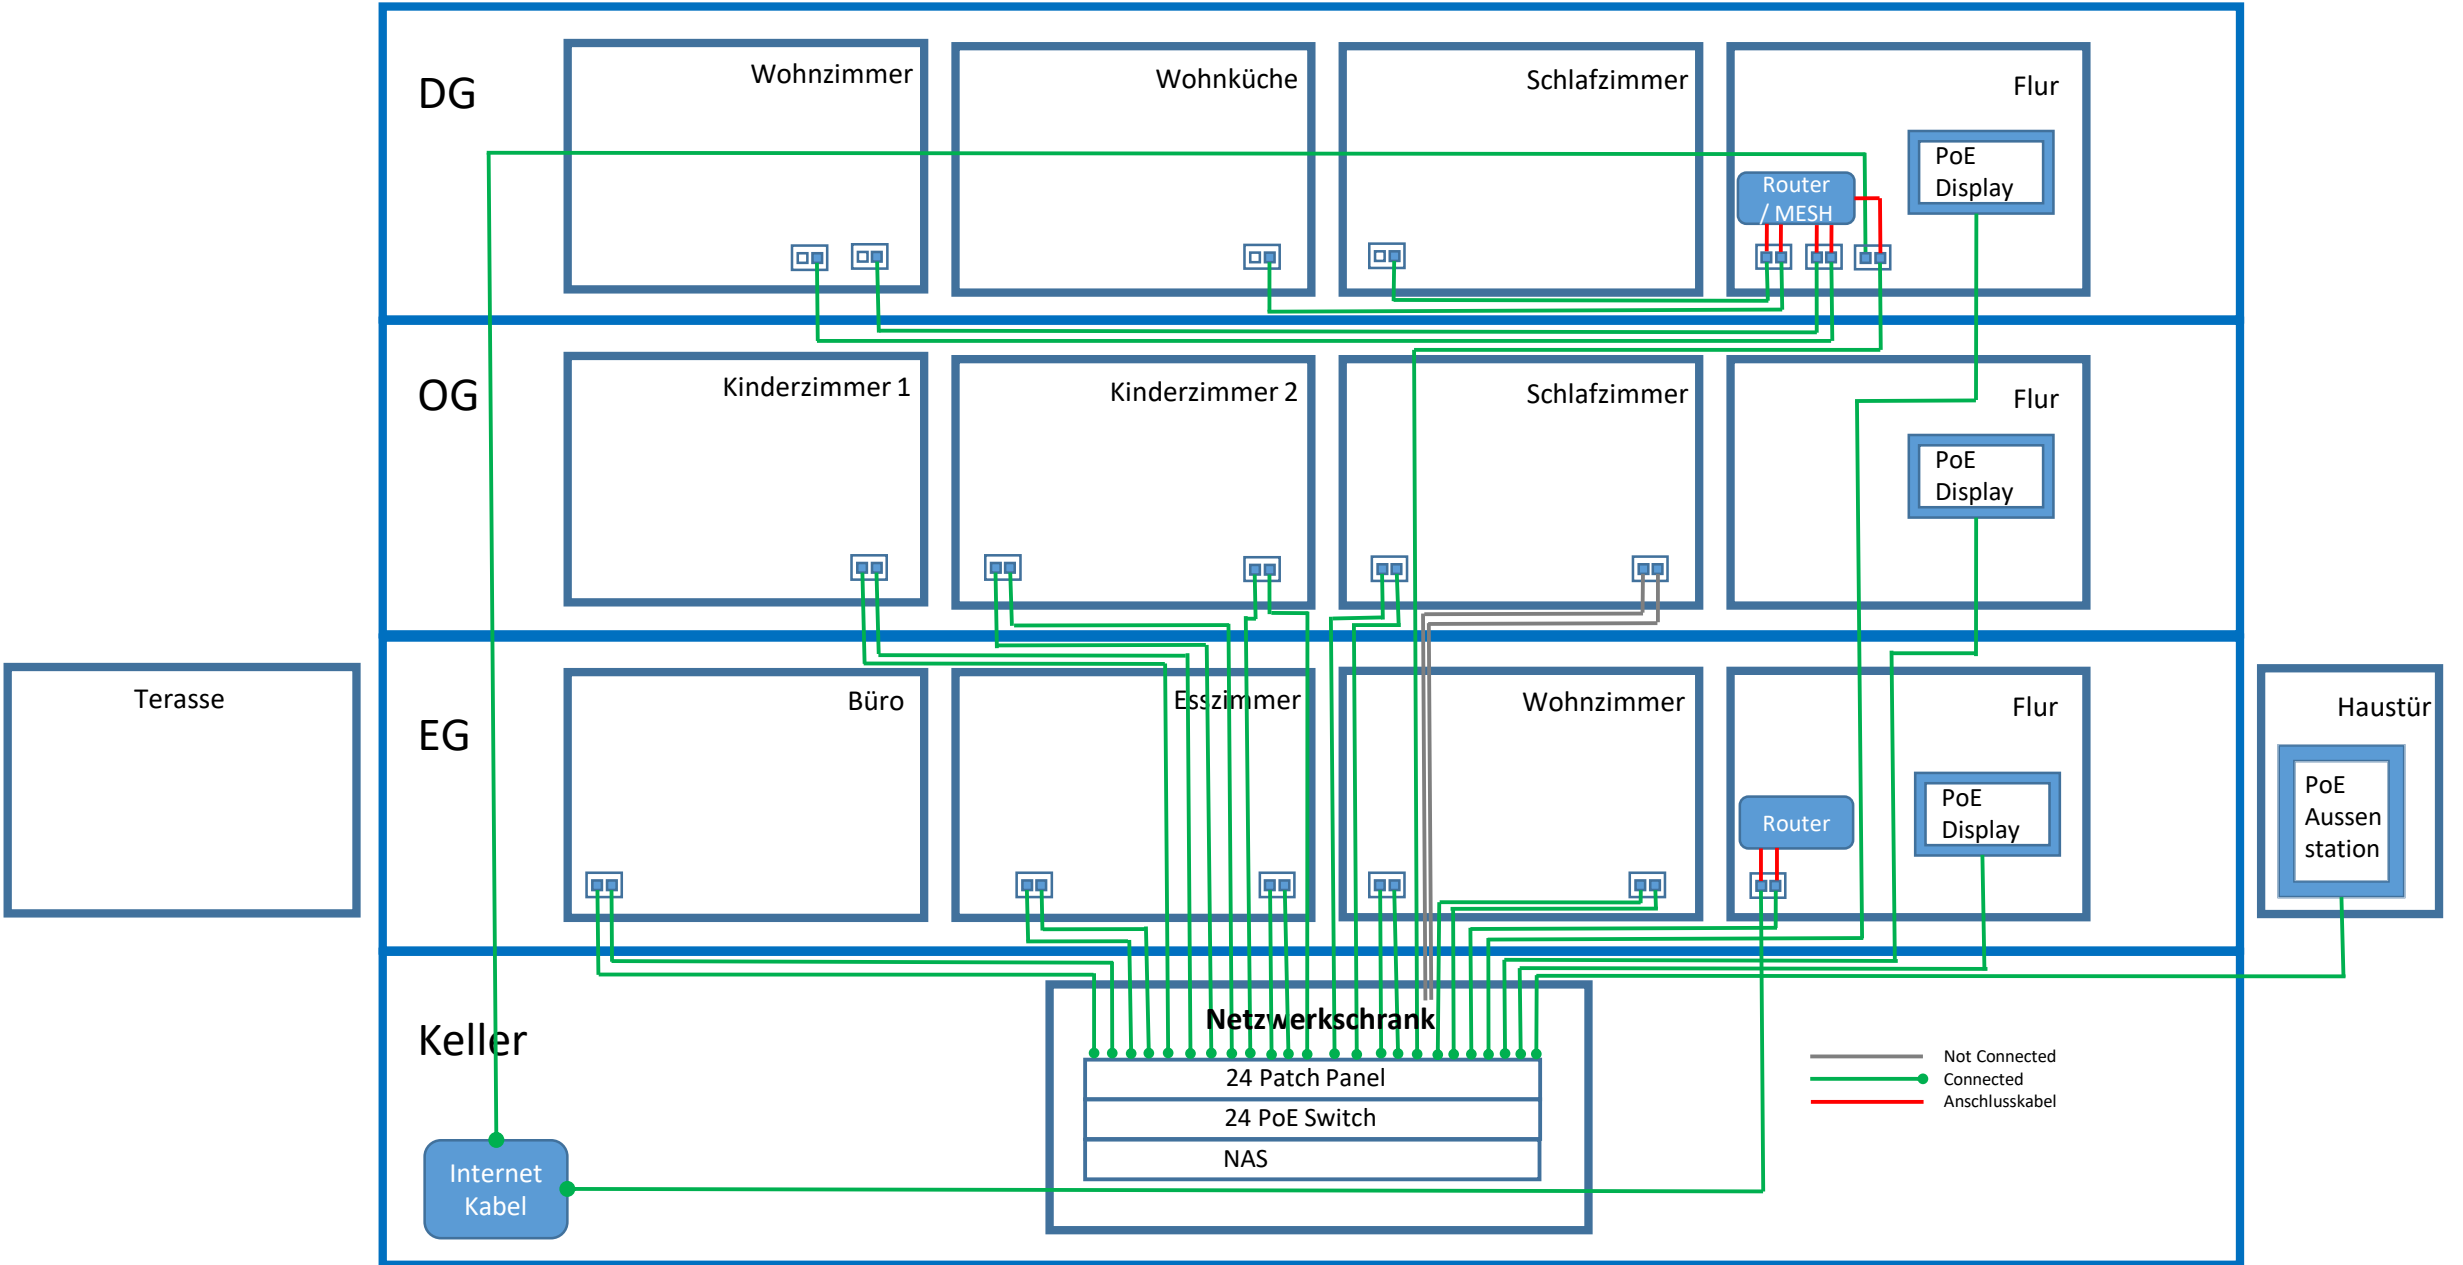 DG
Wohnzimmer
Wohnküche
Schlafzimmer
Flur
PoE
Display
Router
/ MESH
OG
Kinderzimmer 1
Kinderzimmer 2
Schlafzimmer
Flur
PoE
Display
Terasse
EG
Büro
Esszimmer
Wohnzimmer
Flur
Router
PoE
Display
Haustür
PoE
Aussen
station
Keller
Netzwerkschrank
24 Patch Panel
24 PoE Switch
NAS
Internet
Kabel
Not Connected
Connected
Anschlusskabel